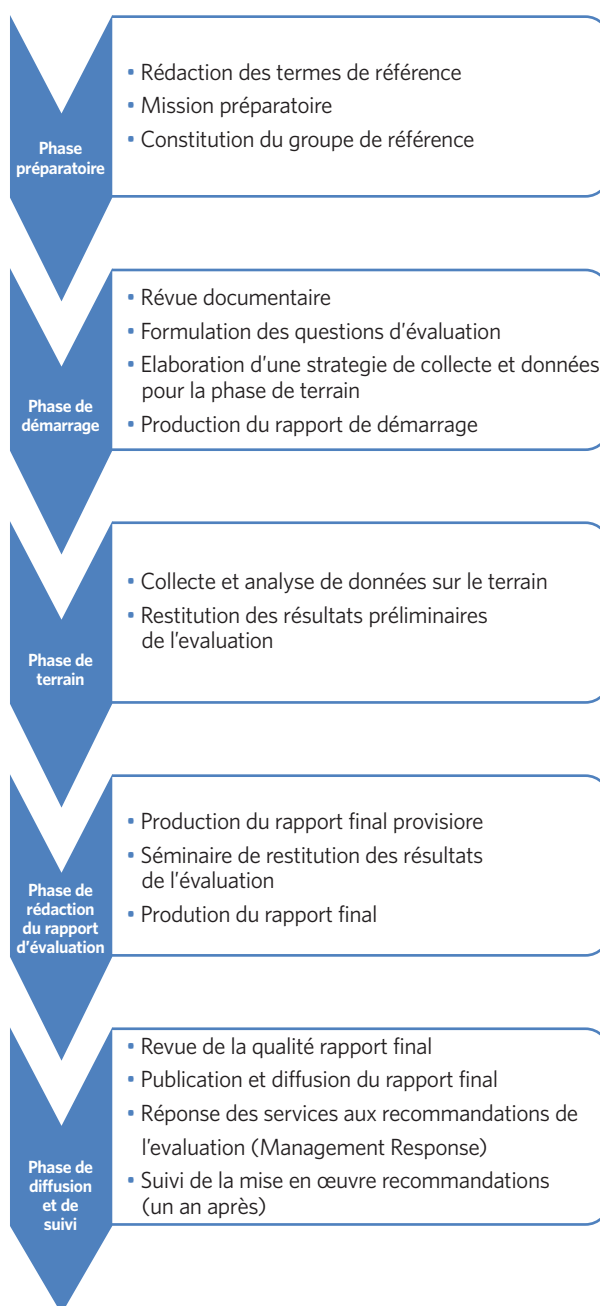 Phase
préparatoire
• Rédaction des termes de référence
• Mission préparatoire
• Constitution du groupe de référence
Phase de
démarrage
• Révue documentaire
• Formulation des questions d'évaluation
• Elaboration d'une strategie de collecte et données
pour la phase de terrain
• Production du rapport de démarrage
Phase de
terrain
• Collecte et analyse de données sur le terrain
• Restitution des résultats préliminaires
de l'evaluation
Phase de
rédaction
du rapport
d'évaluation
• Production du rapport final provisiore
• Séminaire de restitution des résultats
de l'évaluation
• Prodution du rapport final
Phase de
diffusion
et de
suivi
• Revue de la qualité rapport final
• Publication et diffusion du rapport final
• Réponse des services aux recommandations de
l'evaluation (Management Response)
• Suivi de la mise en œuvre recommandations
(un an après)